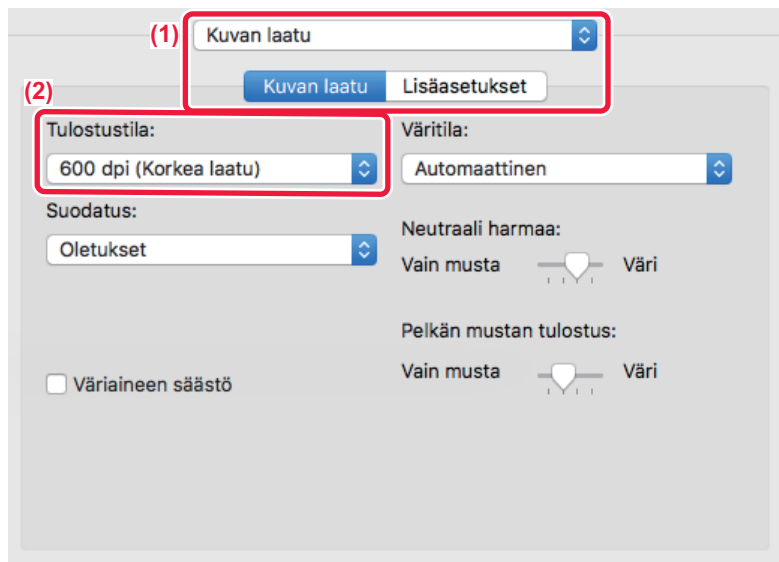 (1) Kuvan laatu
Kuvan laatu Lisäasetukset
(2)
Tulostustila:
600 dpi (Korkea laatu)
Suodatus:
Oletukset
Väriaineen säästö
Väritila:
Automaattinen
Neutraali harmaa:
Vain musta Väri
Pelkän mustan tulostus:
Vain musta Väri